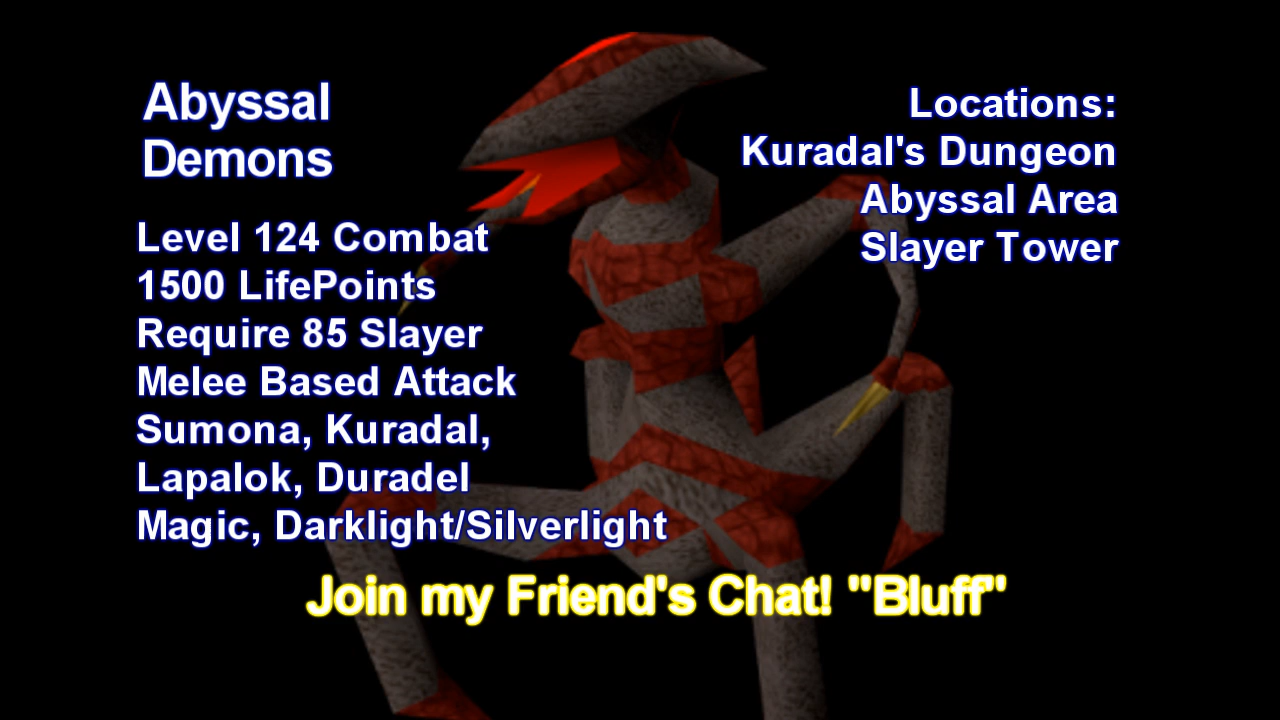 Abyssal
Demons
Level 124 Combat
1500 LifePoints
Require 85 Slayer
Melee Based Attack
Sumona, Kuradal,
Lapalok, Duradel
Magic, Darklight/Silverlight
Locations:
Kuradal's Dungeon
Abyssal Area
Slayer Tower
Join my Friend's Chat! "Bluff"